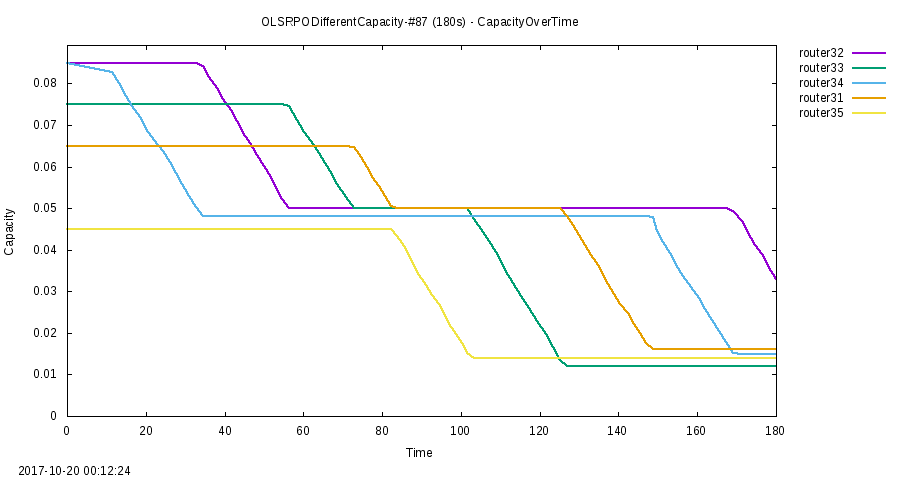 OLSRPODifferentCapacity-#87 (180s) - CapacityOverTime
router32
router33
router34
router31
router35
0.08
0.07
0.06
0.05
0.04
0.03
0.02
0.01
0
Capacity
0 20 40 60 80 100 120 140 160 180
Time
2017-10-20 00:12:24